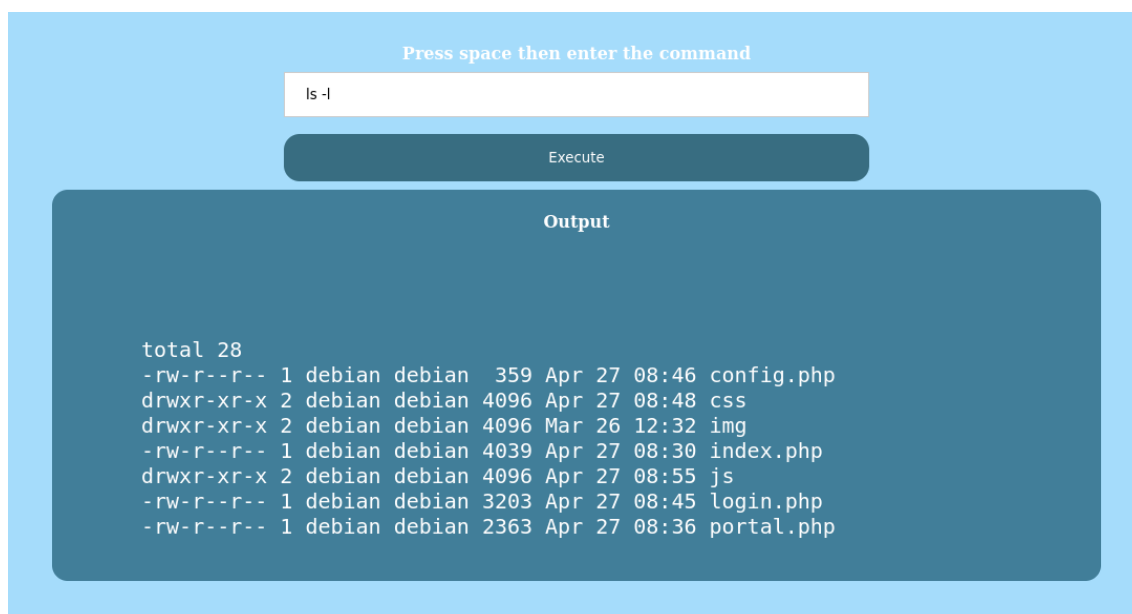 Press space then enter the command
ls -l
Execute
Output
total 28
-rw-r--r-- 1 debian debian  359 Apr 27 08:46 config.php
drwxr-xr-x 2 debian debian 4096 Apr 27 08:48 css
drwxr-xr-x 2 debian debian 4096 Mar 26 12:32 img
-rw-r--r-- 1 debian debian 4039 Apr 27 08:30 index.php
drwxr-xr-x 2 debian debian 4096 Apr 27 08:55 js
-rw-r--r-- 1 debian debian 3203 Apr 27 08:45 login.php
-rw-r--r-- 1 debian debian 2363 Apr 27 08:36 portal.php